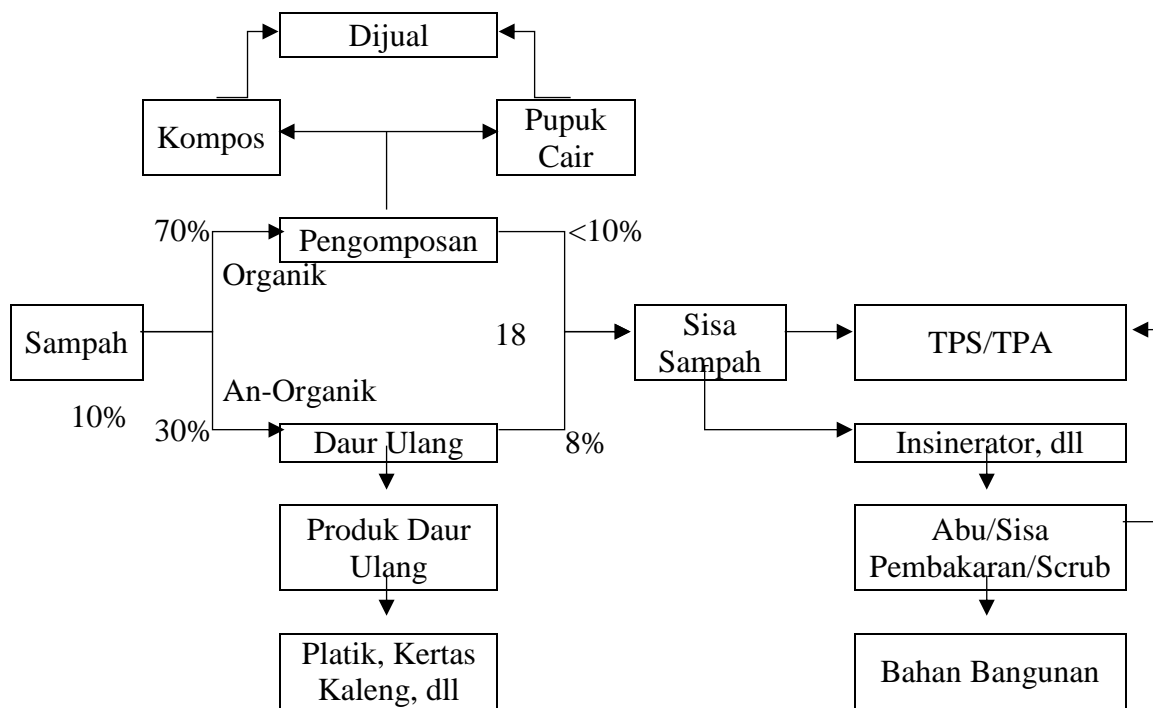 Dijual
Kompos
Pupuk
Cair
70%
Pengomposan
<10%
Organik
Sampah
18
Sisa
Sampah
TPS/TPA
10%
An-Organik
30%
Daur Ulang
8%
Insinerator, dll
Produk Daur
Ulang
Abu/Sisa
Pembakaran/Scrub
Platik, Kertas
Kaleng, dll
Bahan Bangunan